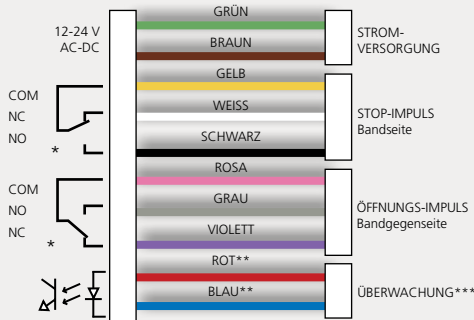 GRÜN
12-24 V
AC-DC
BRAUN
STROM-
VERSORGUNG
GELB
COM
NC
NO
*
WEISS
SCHWARZ
STOP-IMPULS
Bandseite
ROSA
COM
NO
NC
*
GRAU
VIOLETT
ÖFFNUNGS-IMPULS
Bandgegenseite
ROT**
BLAU**
ÜBERWACHUNG***